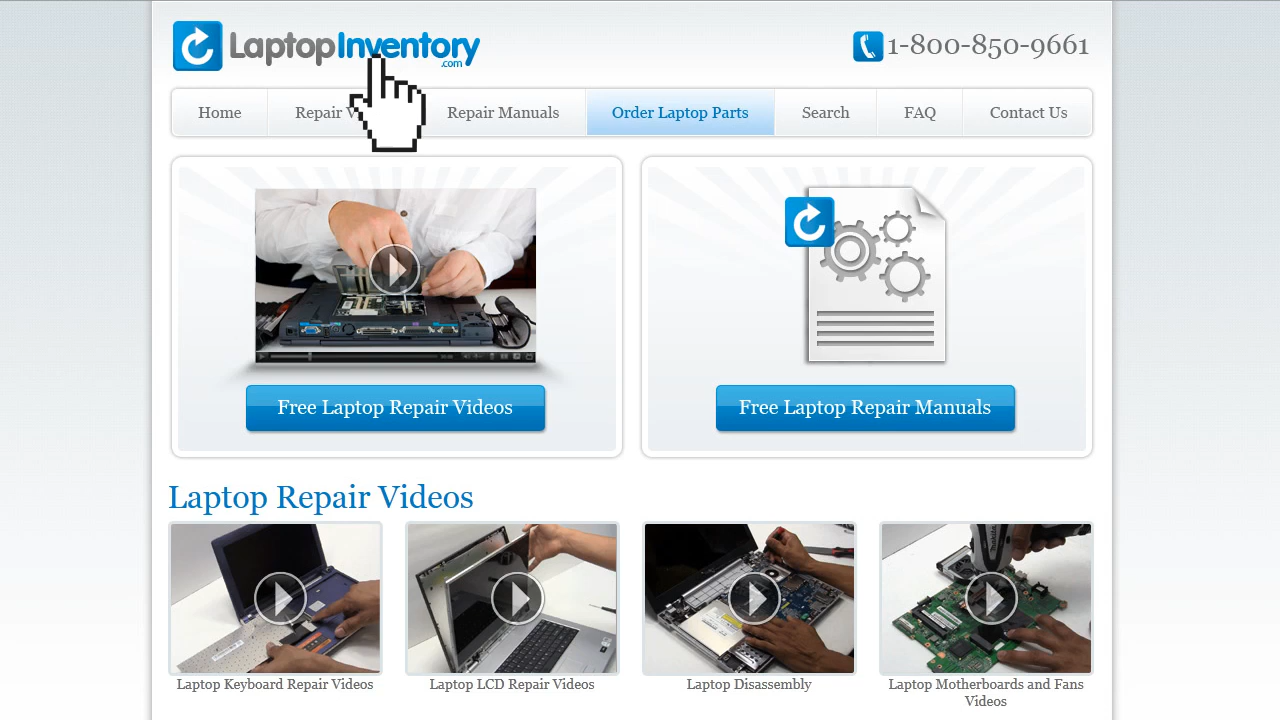 LaptopInventory
.com
1-800-850-9661
Home
Repair V
Repair Manuals
Order Laptop Parts
Search
FAQ
Contact Us
Free Laptop Repair Videos
Free Laptop Repair Manuals
Laptop Repair Videos
Laptop Keyboard Repair Videos
Laptop LCD Repair Videos
Laptop Disassembly
Laptop Motherboards and Fans
Videos